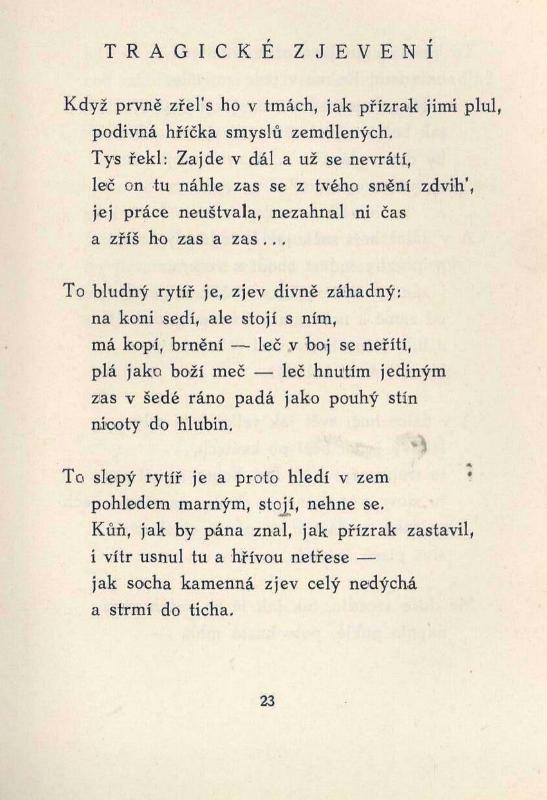 TRAGICKÉ ZJEVENÍ
Když prvně zřel's ho v tmách, jak přízrak jimi plul,
podivná hříčka smyslů zemdlených.
Tys řekl: Zajde v dál a už se nevrátí,
leč on tu náhle zas se z tvého snění zdvih',
jej práce neuštvala, nezahnal ni čas
a zříš ho zas a zas...
To bludný rytíř je, zjev divně záhadný:
na koni sedí, ale stojí s ním,
má kopí, brnění — leč v boj se neřítí,
plá jako boží meč — leč hnutím jediným
zas v šedé ráno padá jako pouhý stín
nicoty do hlubin.
To slepý rytíř je a proto hledí v zem
pohledem marným, stojí, nehne se.
Kůň, jak by pána znal, jak přízrak zastavil,
i vítr usnul tu a hřívou netřese —
jak socha kamenná zjev celý nedýchá
a strmí do ticha.
23